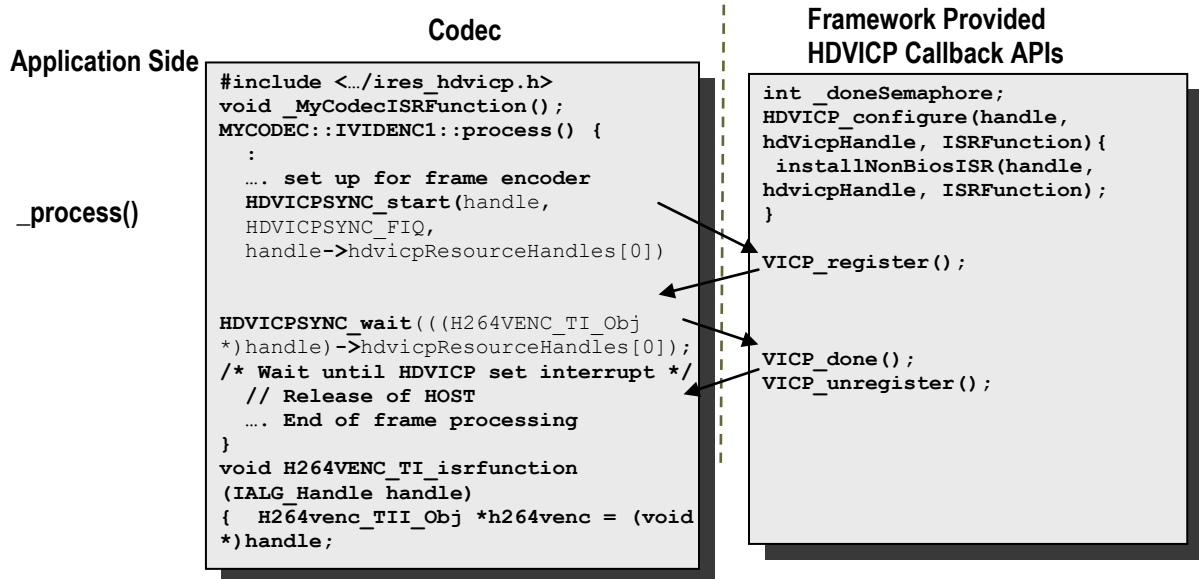 Application Side
_process()
Codec
#include <…/ires_hdvicp.h>
void _MyCodecISRFunction();
MYCODEC::IVIDENC1::process() {
:
…. set up for frame encoder
HDVICPSYNC_start(handle,
HDVICPSYNC_FIQ,
handle->hdvicpResourceHandles[0])
HDVICPSYNC_wait(((H264VENC_TI_Obj
*)handle)->hdvicpResourceHandles[0]);
/* Wait until HDVICP set interrupt */
// Release of HOST
…. End of frame processing
}
void H264VENC_TI_isrfunction
(IALG_Handle handle)
{ H264venc_TII_Obj *h264venc = (void
*)handle;
Framework Provided
HDVICP Callback APIs
int _doneSemaphore;
HDVICP_configure(handle,
hdVicpHandle, ISRFunction){
installNonBiosISR(handle,
hdvicpHandle, ISRFunction);
}
VICP_register();
VICP_done();
VICP_unregister();